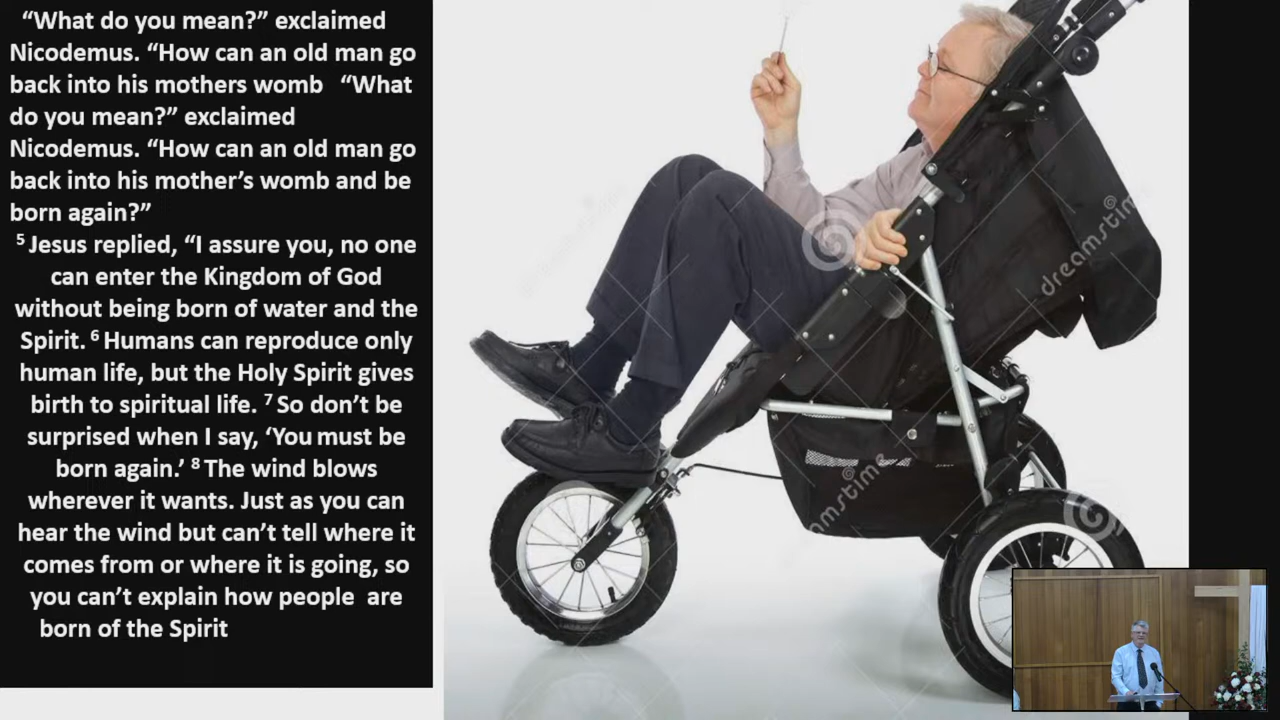 “What do you mean?” exclaimed
Nicodemus. “How can an old man go
back into his mothers womb “What
do you mean?” exclaimed
Nicodemus. “How can an old man go
back into his mother’s womb and be
born again?”
5 Jesus replied, “I assure you, no one
can enter the Kingdom of God
without being born of water and the
Spirit. 6 Humans can reproduce only
human life, but the Holy Spirit gives
birth to spiritual life. 7 So don’t be
surprised when I say, ‘You must be
born again.’ 8 The wind blows
wherever it wants. Just as you can
hear the wind but can’t tell where it
comes from or where it is going, so
you can’t explain how people are
born of the Spirit
dreamstime
dreamstime